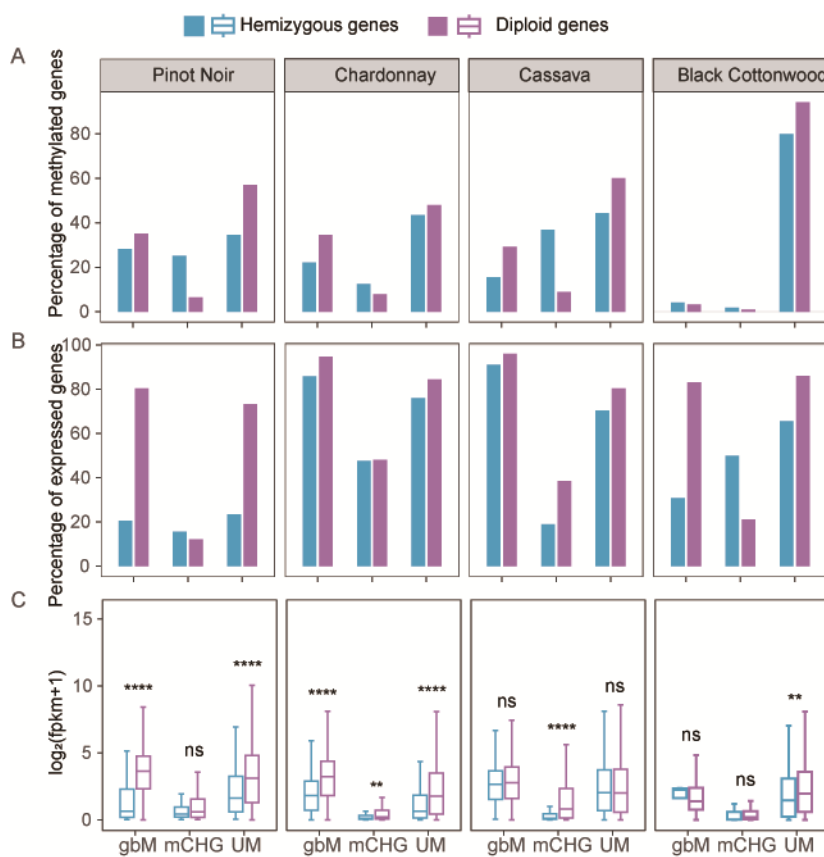 Hemizygous genes Diploid genes
A
Pinot Noir Chardonnay Cassava Black Cottonwood
Percentage of methylated genes
80
60
40
20
0
B
Percentage of expressed genes
100
80
60
40
20
0
C
log₂(fpkm+1)
15
10
5
0
**** ns ****
**** ** ****
ns **** ns
ns ns **
gbM mCHG UM gbM mCHG UM gbM mCHG UM gbM mCHG UM